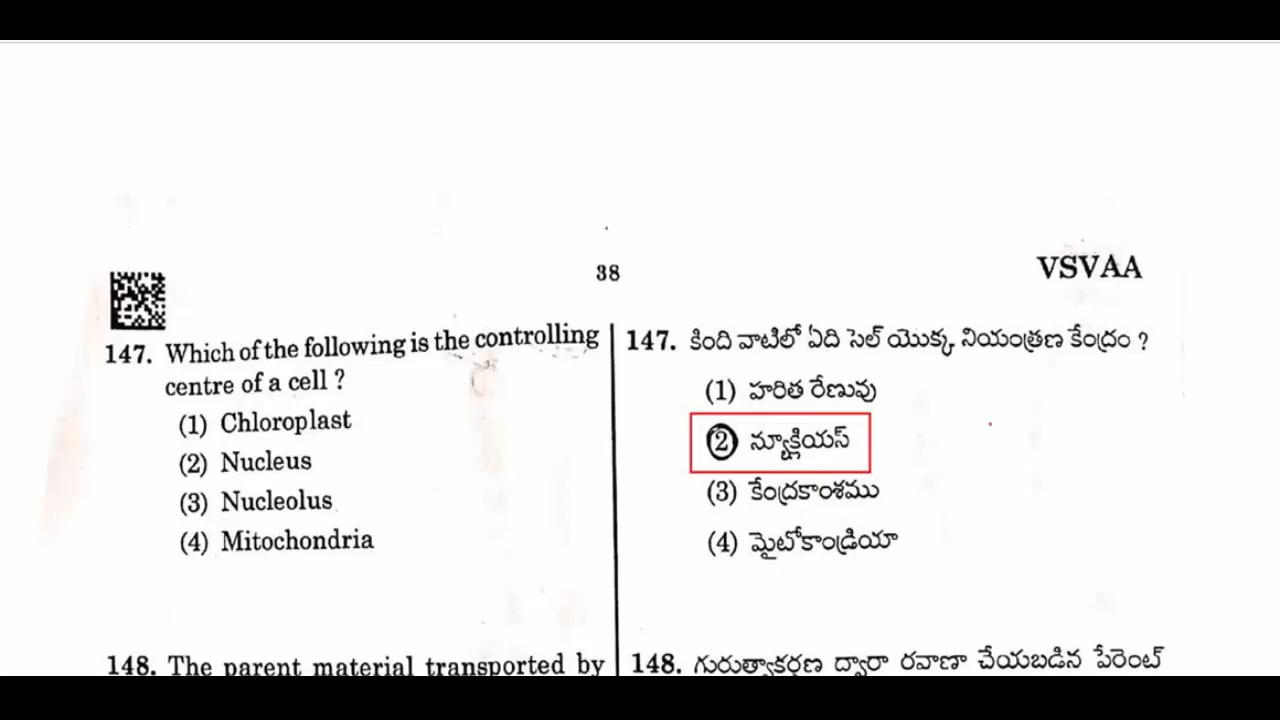 38
VSVAA
147. Which of the following is the controlling
centre of a cell ?
(1) Chloroplast
(2) Nucleus
(3) Nucleolus
(4) Mitochondria
148. The parent material transported by
147. కింది వాటిలో ఏది సెల్ యొక్క నియంత్రణ కేంద్రం ?
(1) హరిత రేణువు
(2) న్యూక్లియస్
(3) కేంద్రకాంశము
(4) మైటోకాండ్రియా
148. గురుత్వాకర్షణ ద్వారా రవాణా చేయబడిన పేరెంట్